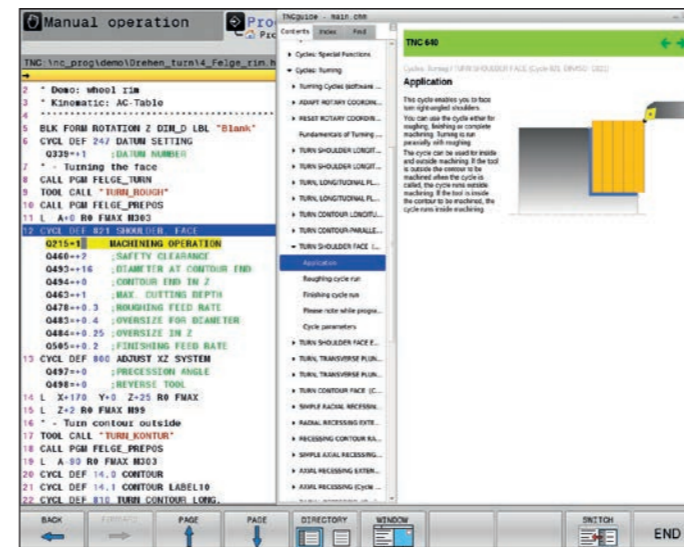 Manual operation
Pro
Pro
TNC:\nc_prog\demo\Drehen_turn\4_Felge_rim.h
2 * Demo: wheel rim
3 * Kinematic: AC-Table
4
5 BLK FORM ROTATION Z DIM_D LBL "Blank"
6 CYCL DEF 247 DATUM SETTING
Q339=+1 ;DATUM NUMBER
7 * - Turning the face
8 CALL PGM FELGE_TURN
9 TOOL CALL "TURN_ROUGH"
10 CALL PGM FELGE_PREPOS
11 L A+0 R0 FMAX M303
12 CYCL DEF 821 SHOULDER, FACE
Q215=1 MACHINING OPERATION
Q460=+2 ;SAFETY CLEARANCE
Q493=+16 ;DIAMETER AT CONTOUR END
Q494=+0 ;CONTOUR END IN Z
Q463=+1 ;MAX. CUTTING DEPTH
Q478=+0.3 ;ROUGHING FEED RATE
Q483=+0.4 ;OVERSIZE FOR DIAMETER
Q484=+0.25 ;OVERSIZE IN Z
Q505=+0.2 ;FINISHING FEED RATE
13 CYCL DEF 800 ADJUST XZ SYSTEM
Q497=+0 ;PRECESSION ANGLE
Q498=+0 ;REVERSE TOOL
14 L X+170 Y+0 Z+25 R0 FMAX
15 L Z+2 R0 FMAX M99
16 * - Turn contour outside
17 TOOL CALL "TURN_KONTUR"
18 CALL PGM FELGE_PREPOS
19 L A-90 R0 FMAX M303
20 CYCL DEF 14.0 CONTOUR
21 CYCL DEF 14.1 CONTOUR LABEL10
22 CYCL DEF 810 TURN CONTOUR LONG.
TNCguide - main.chm
Contents Index Find
Cycles: Special Functions
Cycles: Turning
Turning Cycles (software ...
ADAPT ROTARY COORDIN...
RESET ROTARY COORDIN...
Fundamentals of Turning ...
TURN SHOULDER LONGIT...
TURN SHOULDER LONGIT...
TURN, LONGITUDINAL PL...
TURN, LONGITUDINAL PL...
TURN CONTOUR LONGITU...
TURN CONTOUR-PARALLE...
TURN SHOULDER FACE (...
Application
Roughing cycle run
Finishing cycle run
Please note while progra...
Cycle parameters
TURN SHOULDER FACE E...
TURN, TRANSVERSE PLUN...
TURN, TRANSVERSE PLUN...
TURN CONTOUR FACE (C...
SIMPLE RADIAL RECESSIN...
RADIAL RECESSING EXTE...
RECESSING CONTOUR RA...
SIMPLE AXIAL RECESSING...
AXIAL RECESSING EXTEN...
AXIAL RECESSING (Cycle ...
TNC 640
Cycles: Turning / TURN SHOULDER FACE (Cycle 821, DIN/ISO: G821)
Application
This cycle enables you to face
turn right-angled shoulders.
You can use the cycle either for
roughing, finishing or complete
machining. Turning is run
paraxially with roughing.
The cycle can be used for inside
and outside machining. If the tool
is outside the contour to be
machined when the cycle is
called, the cycle runs outside
machining. If the tool is inside
the contour to be machined, the
cycle runs inside machining.
BACK FORWARD PAGE PAGE DIRECTORY WINDOW SWITCH END